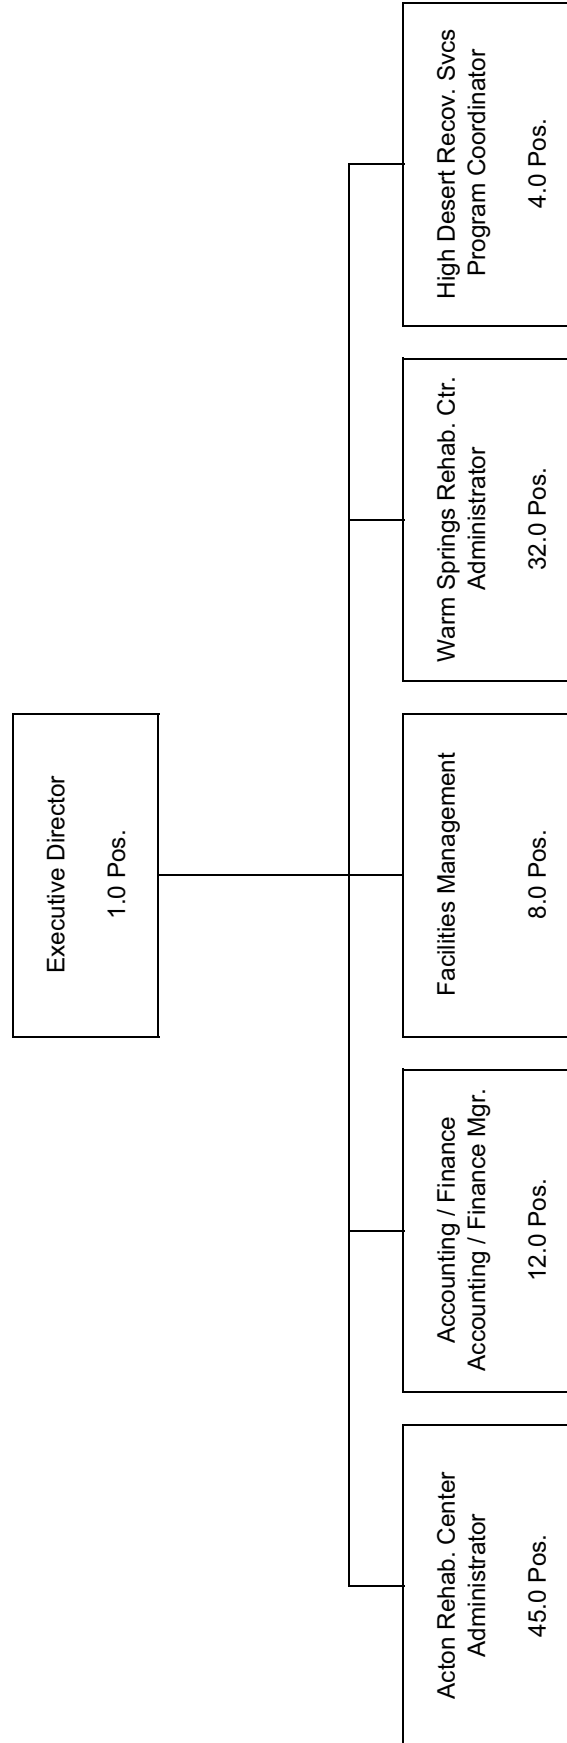 Executive Director
1.0 Pos.
Acton Rehab. Center
Administrator
45.0 Pos.
Accounting / Finance
Accounting / Finance Mgr.
12.0 Pos.
Facilities Management
8.0 Pos.
Warm Springs Rehab. Ctr.
Administrator
32.0 Pos.
High Desert Recov. Svcs
Program Coordinator
4.0 Pos.